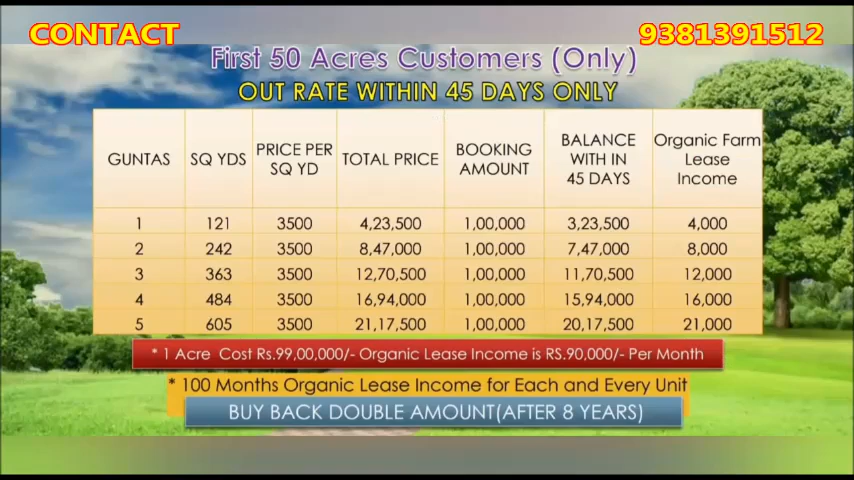 CONTACT 9381391512
First 50 Acres Customers (Only)
OUT RATE WITHIN 45 DAYS ONLY
GUNTAS SQ YDS PRICE PER SQ YD TOTAL PRICE BOOKING AMOUNT BALANCE WITH IN 45 DAYS Organic Farm Lease Income
1 121 3500 4,23,500 1,00,000 3,23,500 4,000
2 242 3500 8,47,000 1,00,000 7,47,000 8,000
3 363 3500 12,70,500 1,00,000 11,70,500 12,000
4 484 3500 16,94,000 1,00,000 15,94,000 16,000
5 605 3500 21,17,500 1,00,000 20,17,500 21,000
* 1 Acre Cost Rs.99,00,000/- Organic Lease Income is RS.90,000/- Per Month
* 100 Months Organic Lease Income for Each and Every Unit
BUY BACK DOUBLE AMOUNT(AFTER 8 YEARS)